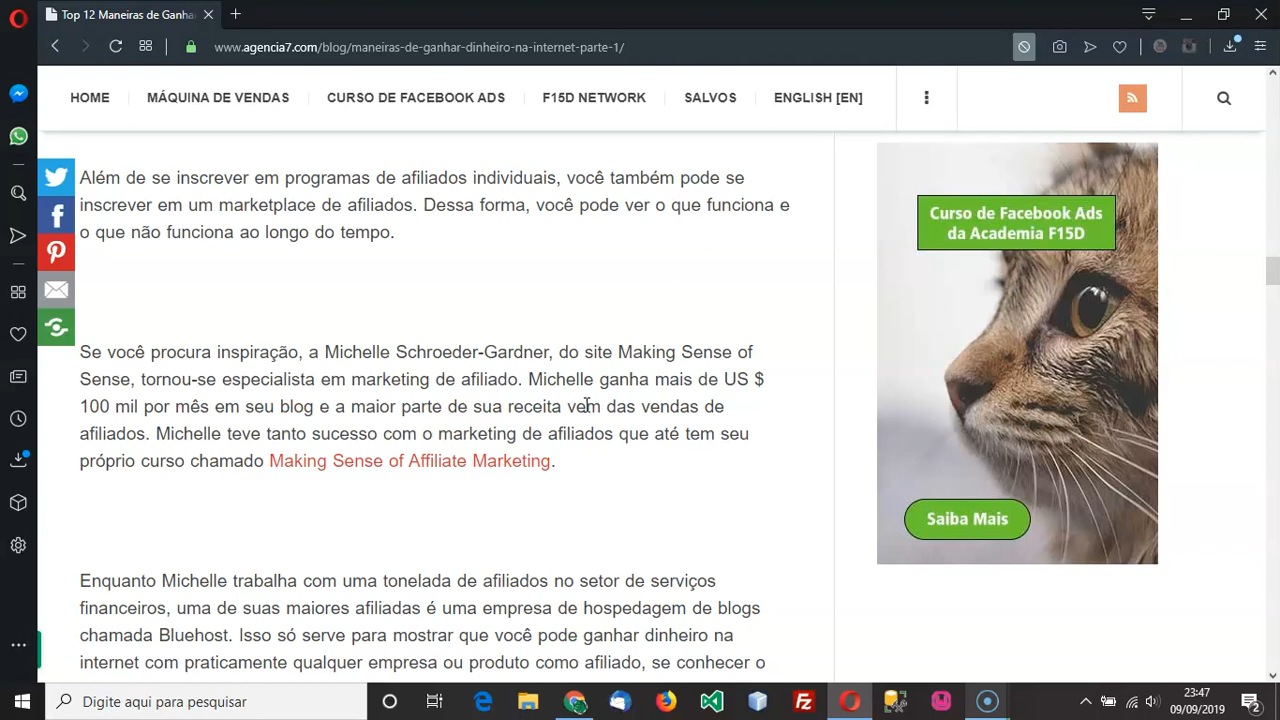 Top 12 Maneiras de Ganha
www.agencia7.com/blog/maneiras-de-ganhar-dinheiro-na-internet-parte-1/
HOME MÁQUINA DE VENDAS CURSO DE FACEBOOK ADS F15D NETWORK SALVOS ENGLISH [EN]
Além de se inscrever em programas de afiliados individuais, você também pode se
inscrever em um marketplace de afiliados. Dessa forma, você pode ver o que funciona e
o que não funciona ao longo do tempo.
Se você procura inspiração, a Michelle Schroeder-Gardner, do site Making Sense of
Sense, tornou-se especialista em marketing de afiliado. Michelle ganha mais de US $
100 mil por mês em seu blog e a maior parte de sua receita vem das vendas de
afiliados. Michelle teve tanto sucesso com o marketing de afiliados que até tem seu
próprio curso chamado Making Sense of Affiliate Marketing.
Enquanto Michelle trabalha com uma tonelada de afiliados no setor de serviços
financeiros, uma de suas maiores afiliadas é uma empresa de hospedagem de blogs
chamada Bluehost. Isso só serve para mostrar que você pode ganhar dinheiro na
internet com praticamente qualquer empresa ou produto como afiliado, se conhecer o
Curso de Facebook Ads
da Academia F15D
Saiba Mais
Digite aqui para pesquisar
23:47
09/09/2019
2